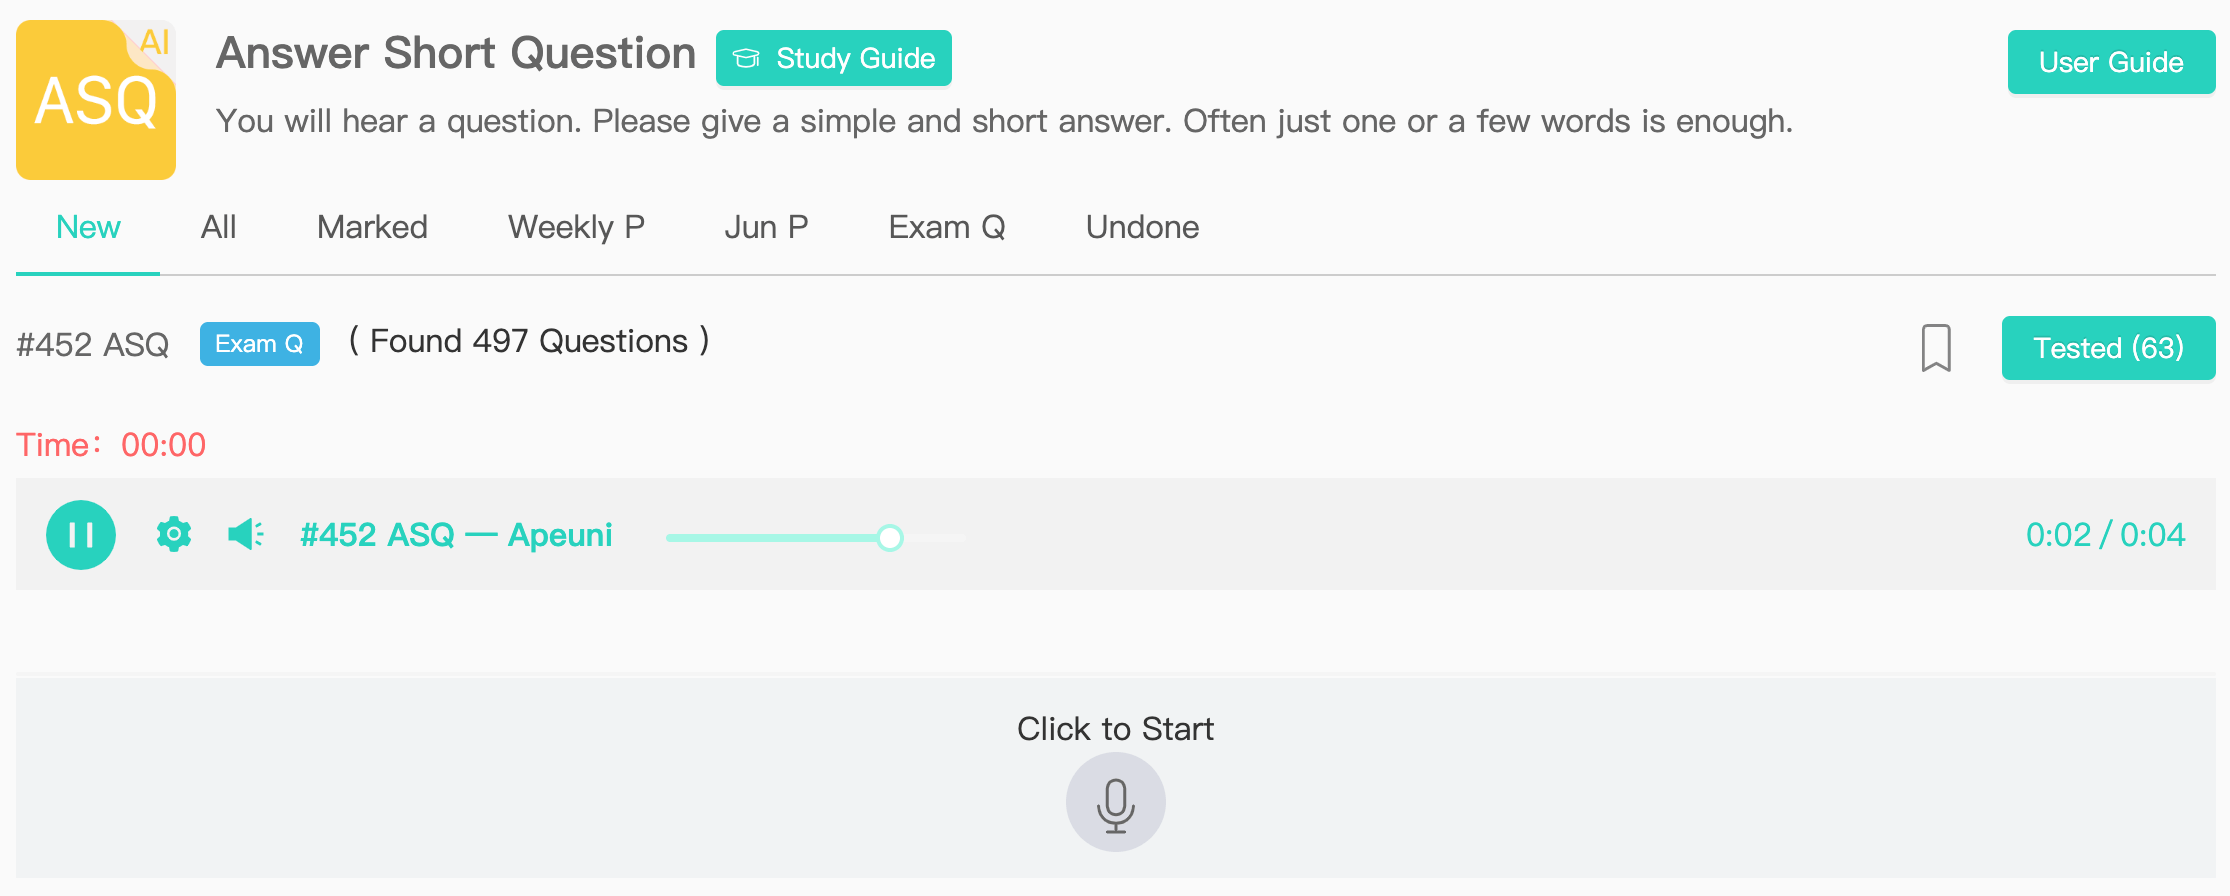 AI
ASQ
Answer Short Question
Study Guide
User Guide
You will hear a question. Please give a simple and short answer. Often just one or a few words is enough.
New
All
Marked
Weekly P
Jun P
Exam Q
Undone
#452 ASQ
Exam Q
( Found 497 Questions )
Tested (63)
Time: 00:00
#452 ASQ — Apeuni
0:02 / 0:04
Click to Start